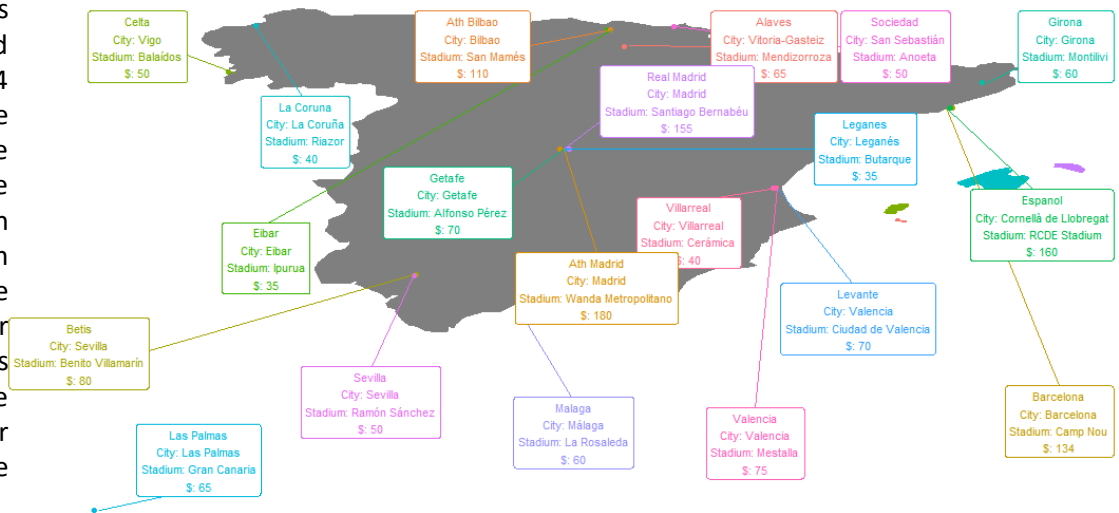 s
d
4
e
e
e
n
n
e
r
s
e
r
e
Celta
City: Vigo
Stadium: Balaídos
$: 50
Ath Bilbao
City: Bilbao
Stadium: San Mamés
$: 110
Alaves
City: Vitoria-Gasteiz
Stadium: Mendizorroza
$: 65
Sociedad
City: San Sebastián
Stadium: Anoeta
$: 50
Girona
City: Girona
Stadium: Montilivi
$: 60
La Coruna
City: La Coruña
Stadium: Riazor
$: 40
Real Madrid
City: Madrid
Stadium: Santiago Bernabéu
$: 155
Leganes
City: Leganés
Stadium: Butarque
$: 35
Getafe
City: Getafe
Stadium: Alfonso Pérez
$: 70
Villarreal
City: Villarreal
Stadium: Cerámica
$: 40
Espanol
City: Cornellà de Llobregat
Stadium: RCDE Stadium
$: 160
Eibar
City: Eibar
Stadium: Ipurua
$: 35
Ath Madrid
City: Madrid
Stadium: Wanda Metropolitano
$: 180
Levante
City: Valencia
Stadium: Ciudad de Valencia
$: 70
Betis
City: Sevilla
Stadium: Benito Villamarín
$: 80
Sevilla
City: Sevilla
Stadium: Ramón Sánchez
$: 50
Malaga
City: Málaga
Stadium: La Rosaleda
$: 60
Valencia
City: Valencia
Stadium: Mestalla
$: 75
Barcelona
City: Barcelona
Stadium: Camp Nou
$: 134
Las Palmas
City: Las Palmas
Stadium: Gran Canaria
$: 65